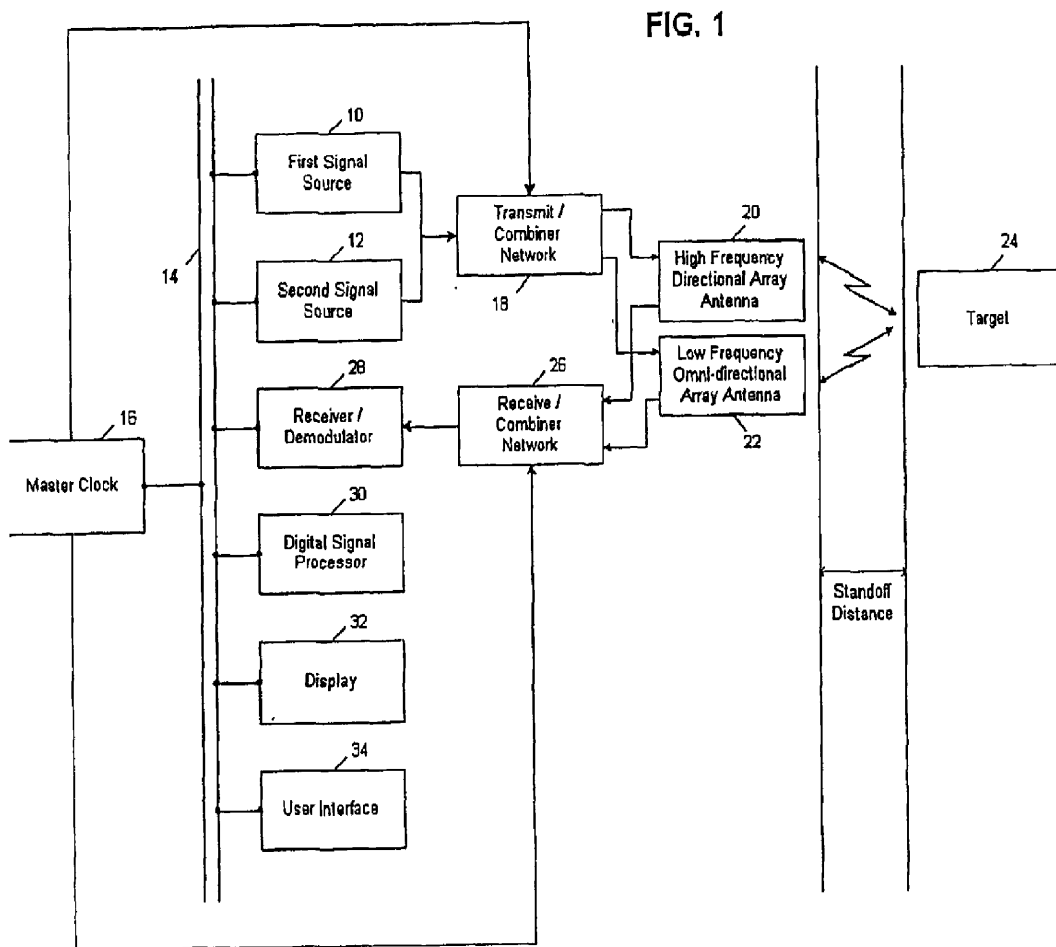 FIG. 1
10
First Signal
Source
12
Second Signal
Source
14
Transmit /
Combiner
Network
18
20
High Frequency
Directional Array
Antenna
24
Target
Low Frequency
Omni-directional
Array Antenna
22
28
Receiver /
Demodulator
26
Receive /
Combiner
Network
16
Master Clock
30
Digital Signal
Processor
Standoff
Distance
32
Display
34
User Interface